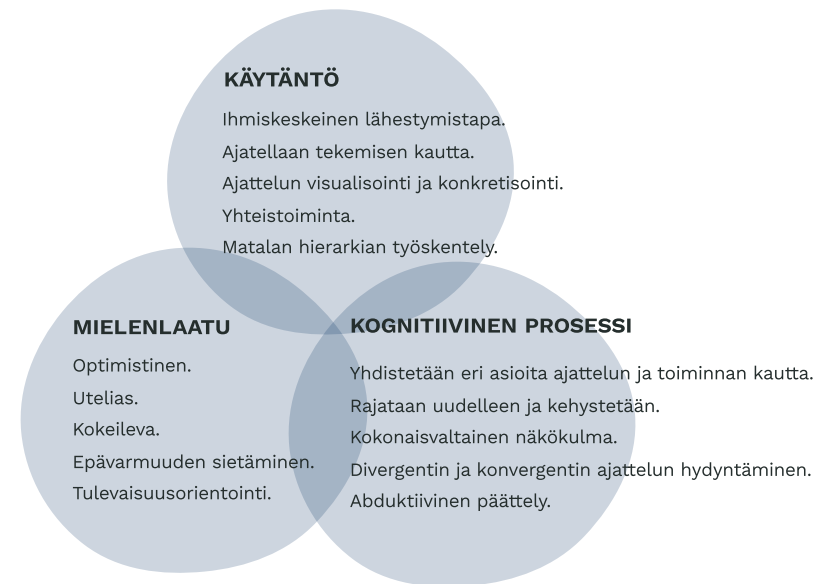 KÄYTÄNTÖ
Ihmiskeskeinen lähestymistapa.
Ajatellaan tekemisen kautta.
Ajattelun visualisointi ja konkretisointi.
Yhteistoiminta.
Matalan hierarkian työskentely.
MIELENLAATU
Optimistinen.
Utelias.
Kokeileva.
Epävarmuuden sietäminen.
Tulevaisuusorientointi.
KOGNITIIVINEN PROSESSI
Yhdistetään eri asioita ajattelun ja toiminnan kautta.
Rajataan uudelleen ja kehystetään.
Kokonaisvaltainen näkökulma.
Divergentin ja konvergentin ajattelun hydyntäminen.
Abduktiivinen päättely.